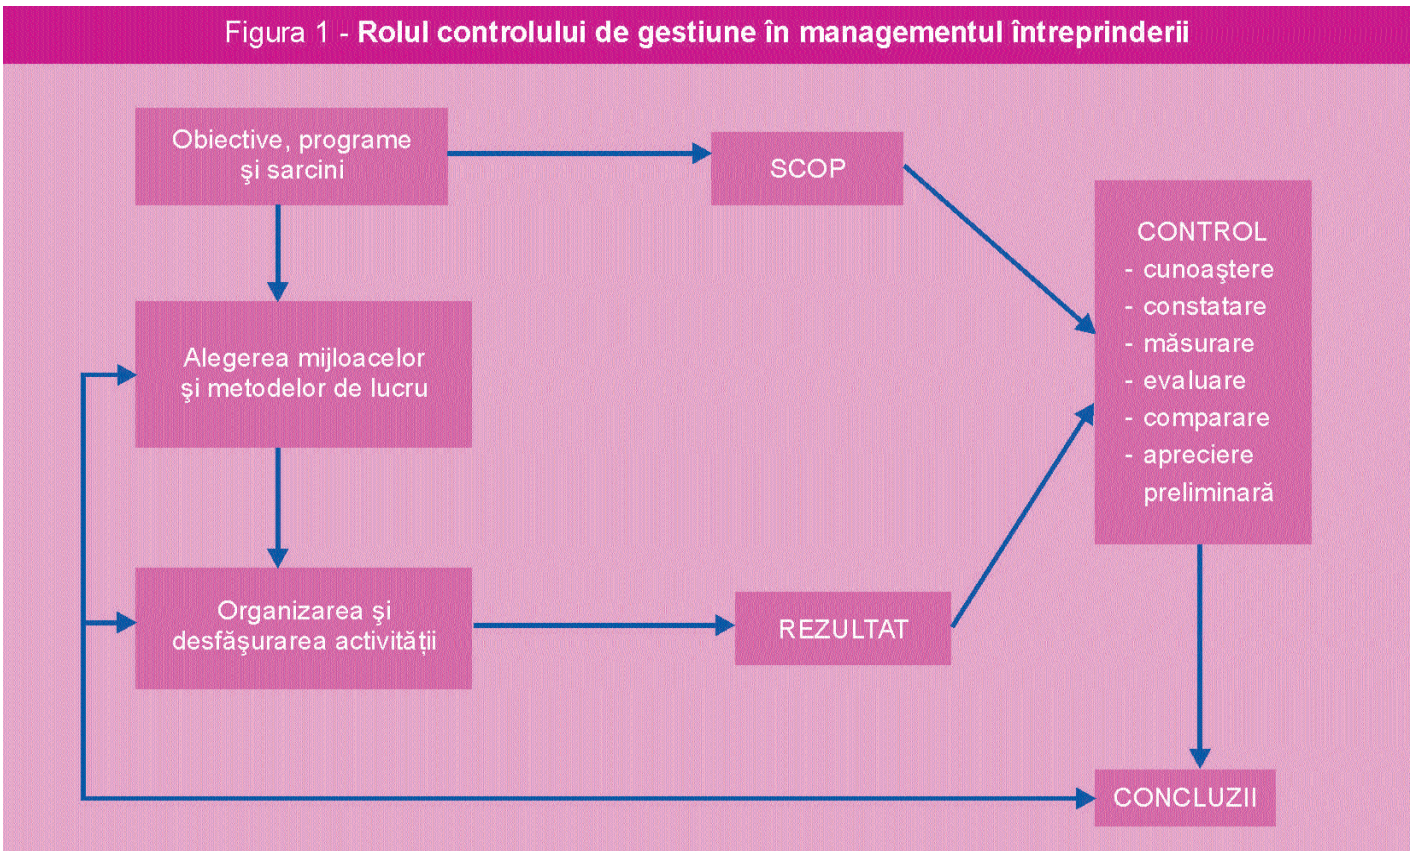 Figura 1 - Rolul controlului de gestiune în managementul întreprinderii
Obiective, programe
şi sarcini
SCOP
CONTROL
- cunoaştere
- constatare
- măsurare
- evaluare
- comparare
- apreciere
preliminară
Alegerea mijloacelor
şi metodelor de lucru
Organizarea şi
desfăşurarea activităţii
REZULTAT
CONCLUZII